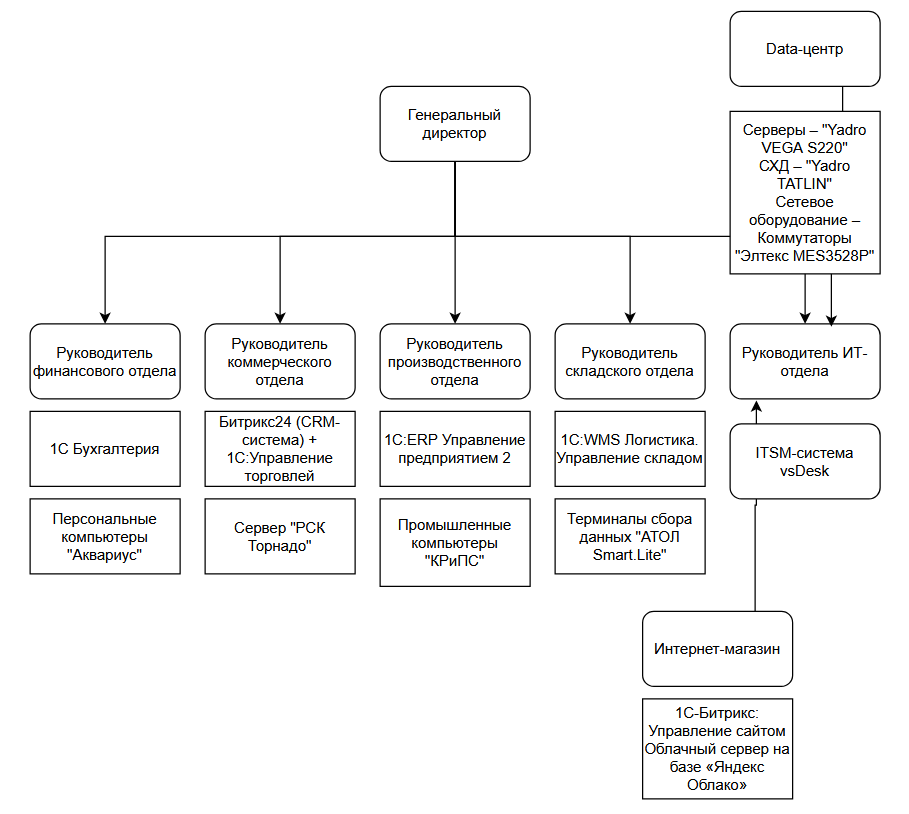 Data-центр
Генеральный
директор
Серверы – "Yadro
VEGA S220"
СХД – "Yadro
TATLIN"
Сетевое
оборудование –
Коммутаторы
"Элтекс MES3528P"
Руководитель
финансового отдела
Руководитель
коммерческого
отдела
Руководитель
производственного
отдела
Руководитель
складского отдела
Руководитель ИТ-
отдела
1С Бухгалтерия
Битрикс24 (CRM-
система) +
1С:Управление
торговлей
1С:ERP Управление
предприятием 2
1С:WMS Логистика.
Управление складом
ITSM-система
vsDesk
Персональные
компьютеры
"Аквариус"
Сервер "РСК
Торнадо"
Промышленные
компьютеры
"КРиПС"
Терминалы сбора
данных "АТОЛ
Smart.Lite"
Интернет-магазин
1С-Битрикс:
Управление сайтом
Облачный сервер на
базе «Яндекс
Облако»